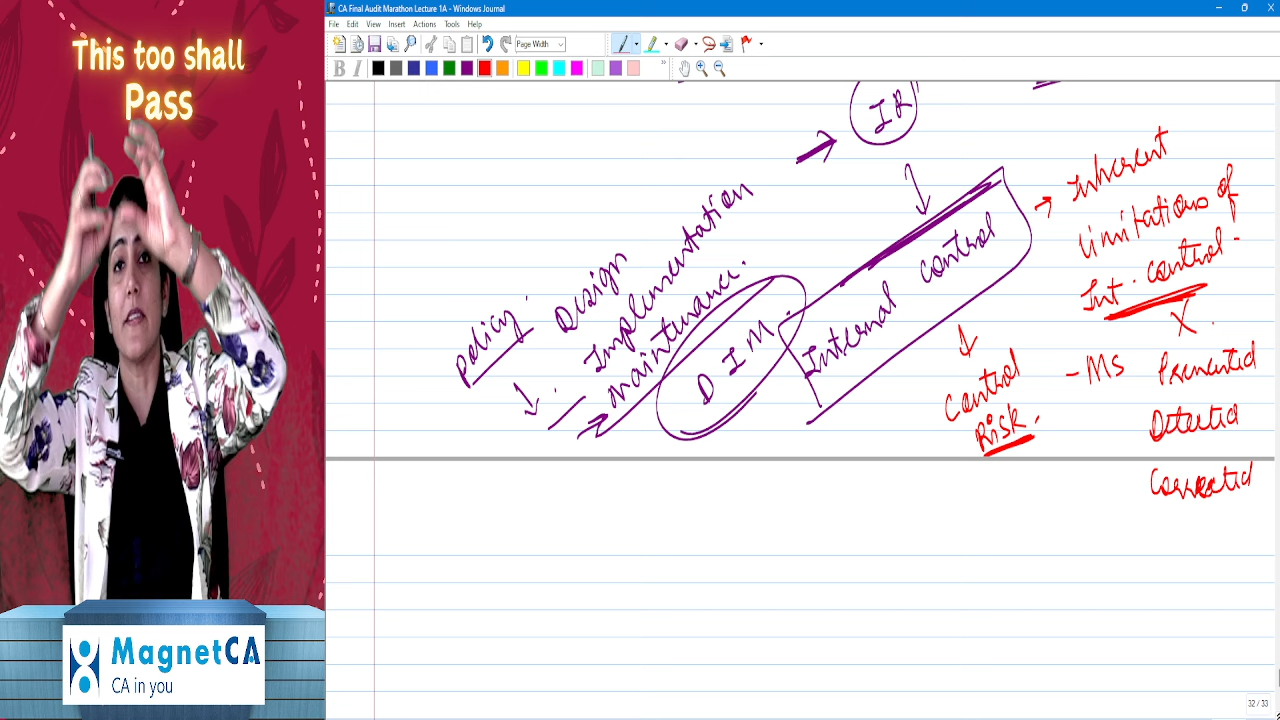 CA Final Audit Marathon Lecture 1A - Windows Journal
File Edit View Insert Actions Tools Help
Page Width
B I
This too shall
Pass
IR
policy
Design
Implementation
Maintenance.
DIM.
Internal control
Inherent
limitations of
Int. control.
X
Control
Risk.
- MS Prevented
Detected
Corrected
MagnetCA
CA in you
32 / 33